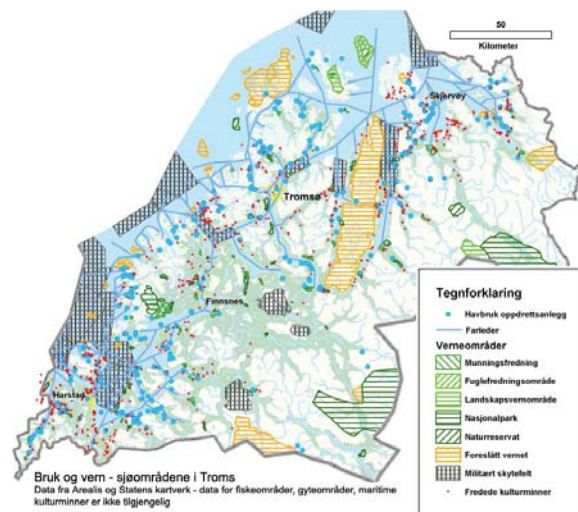 50
Kilometer
Skjervøy
Tromsø
Finnsnes
Harstad
Tegnforklaring
Havbruk oppdrettsanlegg
Farleder
Verneområder
Munningsfredning
Fuglefredningsområde
Landskapsvernområde
Nasjonalpark
Naturreservat
Foreslått vernet
Militært skytefelt
Fredede kulturminner
Bruk og vern - sjøområdene i Troms
Data fra Arealis og Statens kartverk - data for fiskeområder, gyteområder, maritime
kulturminner er ikke tilgjengelig